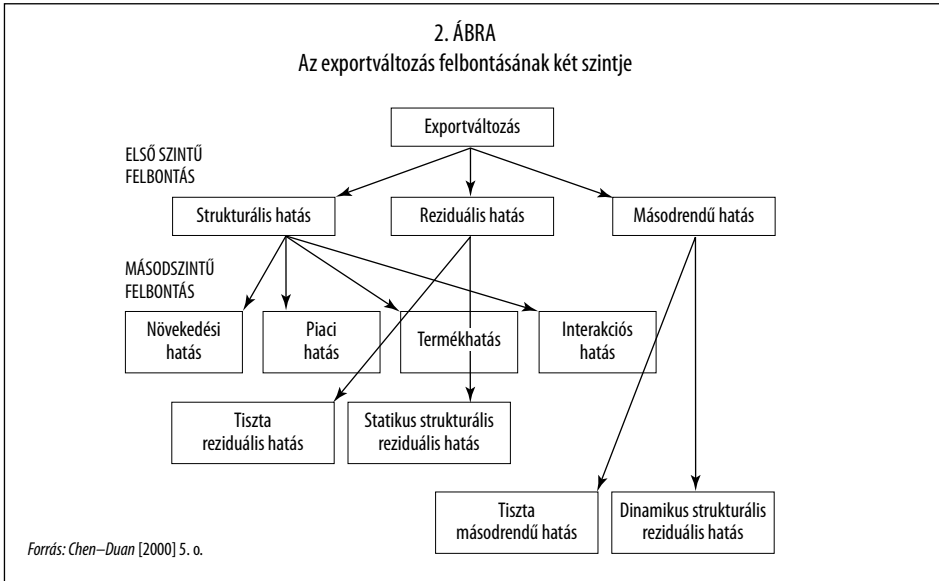 2. ÁBRA
Az exportváltozás felbontásának két szintje
Exportváltozás
ELSŐ SZINTŰ
FELBONTÁS
Strukturális hatás
Reziduális hatás
Másodrendű hatás
MÁSODSZINTŰ
FELBONTÁS
Növekedési
hatás
Piaci
hatás
Termékhatás
Interakciós
hatás
Tiszta
reziduális hatás
Statikus strukturális
reziduális hatás
Tiszta
másodrendű hatás
Dinamikus strukturális
reziduális hatás
Forrás: Chen–Duan [2000] 5. o.